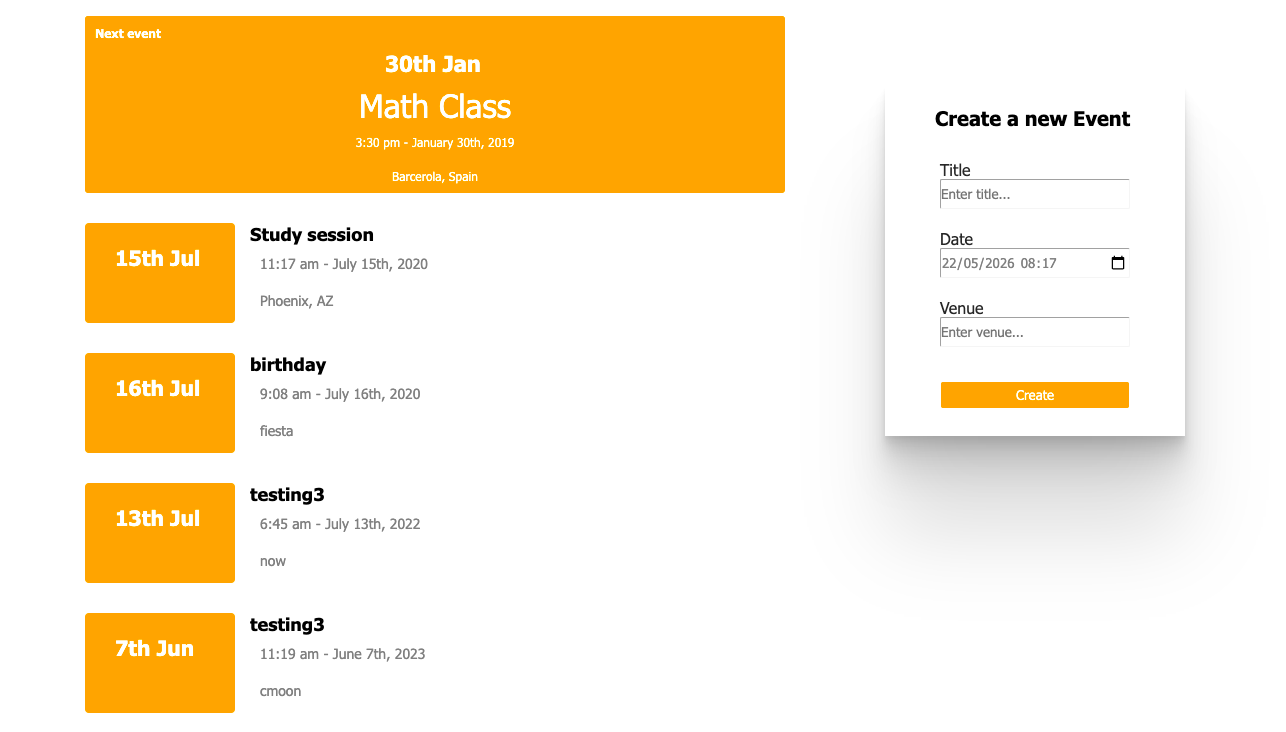 Next event
30th Jan
Math Class
3:30 pm - January 30th, 2019
Barcerola, Spain
15th Jul
Study session
11:17 am - July 15th, 2020
Phoenix, AZ
16th Jul
birthday
9:08 am - July 16th, 2020
fiesta
13th Jul
testing3
6:45 am - July 13th, 2022
now
7th Jun
testing3
11:19 am - June 7th, 2023
cmoon
Create a new Event
Title
Enter title...
Date
22/05/2026 08:17
Venue
Enter venue...
Create